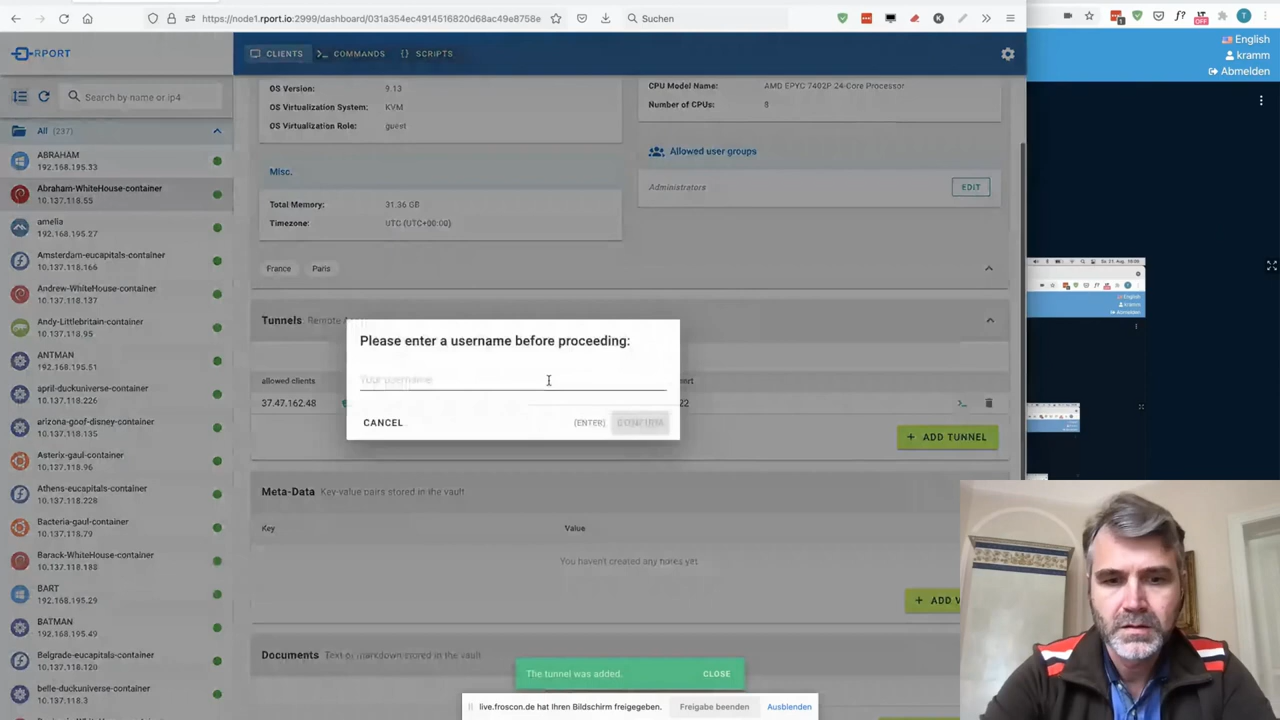 https://node1.rport.io:2999/dashboard/031a354ec4914516820d68ac49e8758e
Suchen
English
kramm
Abmelden
RPORT
CLIENTS
COMMANDS
SCRIPTS
Search by name or ip4
All (237)
ABRAHAM
192.168.195.33
Abraham-WhiteHouse-container
10.137.118.55
amelia
192.168.195.27
Amsterdam-eucapitals-container
10.137.118.166
Andrew-WhiteHouse-container
10.137.118.137
Andy-Littlebritain-container
10.137.118.95
ANTMAN
192.168.195.51
april-duckuniverse-container
10.137.118.226
arizona-goof-disney-container
10.137.118.135
Asterix-gaul-container
10.137.118.96
Athens-eucapitals-container
10.137.118.228
Bacteria-gaul-container
10.137.118.79
Barack-WhiteHouse-container
10.137.118.188
BART
192.168.195.29
BATMAN
192.168.195.49
Belgrade-eucapitals-container
10.137.118.120
belle-duckuniverse-container
10.137.118.3
OS Version: 9.13
OS Virtualization System: KVM
OS Virtualization Role: guest
CPU Model Name: AMD EPYC 7402P 24-Core Processor
Number of CPUs: 8
Misc.
Total Memory: 31.36 GB
Timezone: UTC (UTC+00:00)
Allowed user groups
Administrators
EDIT
France
Paris
Tunnels
Please enter a username before proceeding:
Your username
CANCEL
(ENTER)
allowed clients
37.47.162.48
22
+ ADD TUNNEL
Meta-Data Key-value pairs stored in the vault
Key
Value
You haven't created any notes yet
+ ADD
Documents Text or markdown stored in the vault
The tunnel was added.
CLOSE
live.froscon.de hat Ihren Bildschirm freigegeben.
Freigabe beenden
Ausblenden